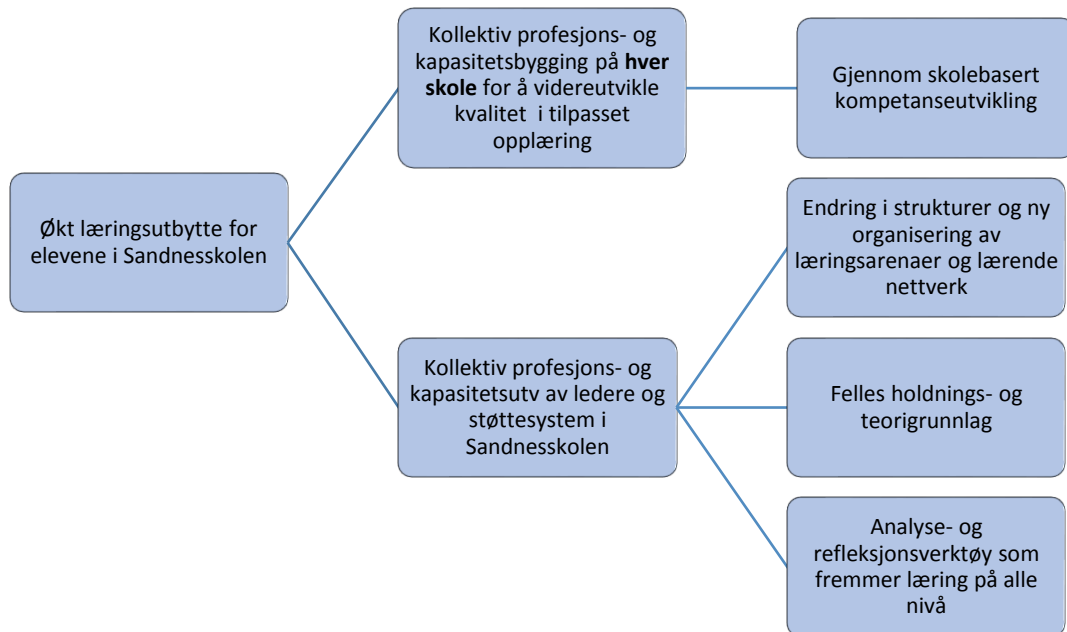 Økt læringsutbytte for
elevene i Sandnesskolen
Kollektiv profesjons- og
kapasitetsbygging på hver
skole for å videreutvikle
kvalitet i tilpasset
opplæring
Gjennom skolebasert
kompetanseutvikling
Kollektiv profesjons- og
kapasitetsutv av ledere og
støttesystem i
Sandnesskolen
Endring i strukturer og ny
organisering av
læringsarenaer og lærende
nettverk
Felles holdnings- og
teorigrunnlag
Analyse- og
refleksjonsverktøy som
fremmer læring på alle
nivå